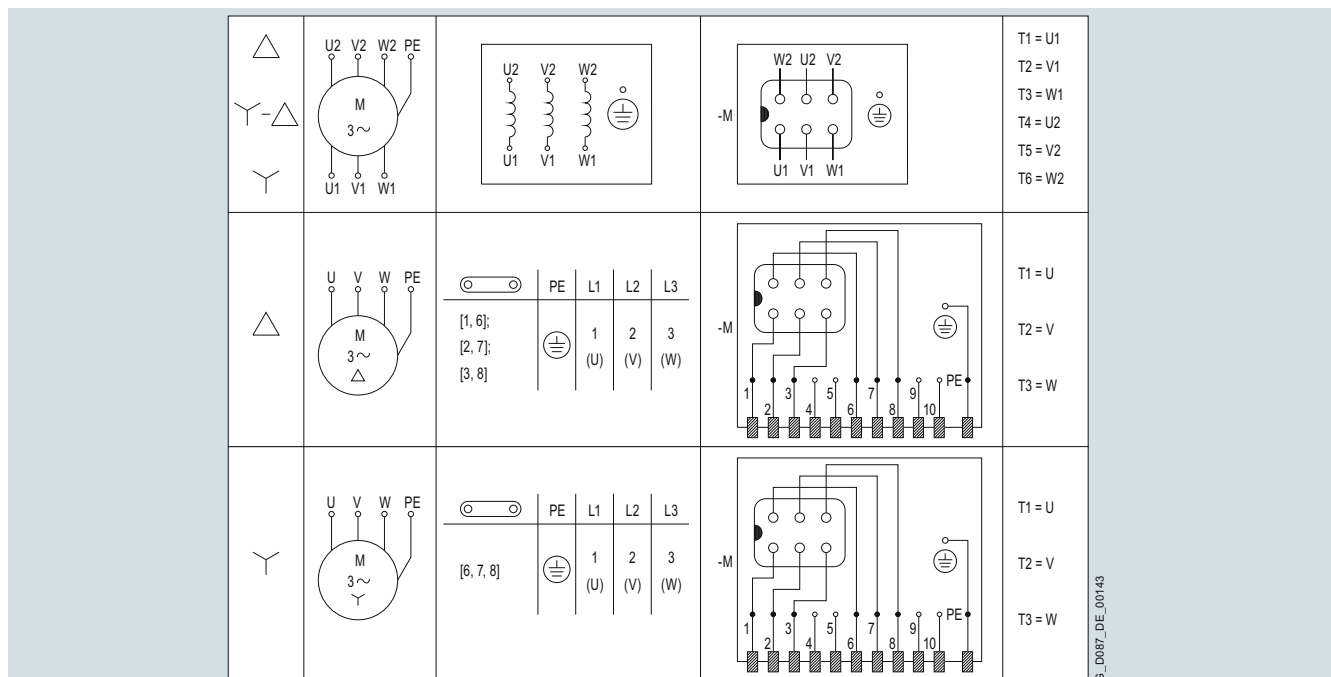 U2 V2 W2 PE
M
3~
U1 V1 W1
U2 V2 W2
U1 V1 W1
-M
W2 U2 V2
U1 V1 W1
T1 = U1
T2 = V1
T3 = W1
T4 = U2
T5 = V2
T6 = W2
U V W PE
M
3~
PE L1 L2 L3
[1, 6];
[2, 7];
[3, 8]
1 2 3
(U) (V) (W)
-M
1 2 3 4 5 6 7 8 9 10 PE
T1 = U
T2 = V
T3 = W
U V W PE
M
3~
PE L1 L2 L3
[6, 7, 8]
1 2 3
(U) (V) (W)
-M
1 2 3 4 5 6 7 8 9 10 PE
T1 = U
T2 = V
T3 = W
_D087_DE_00143